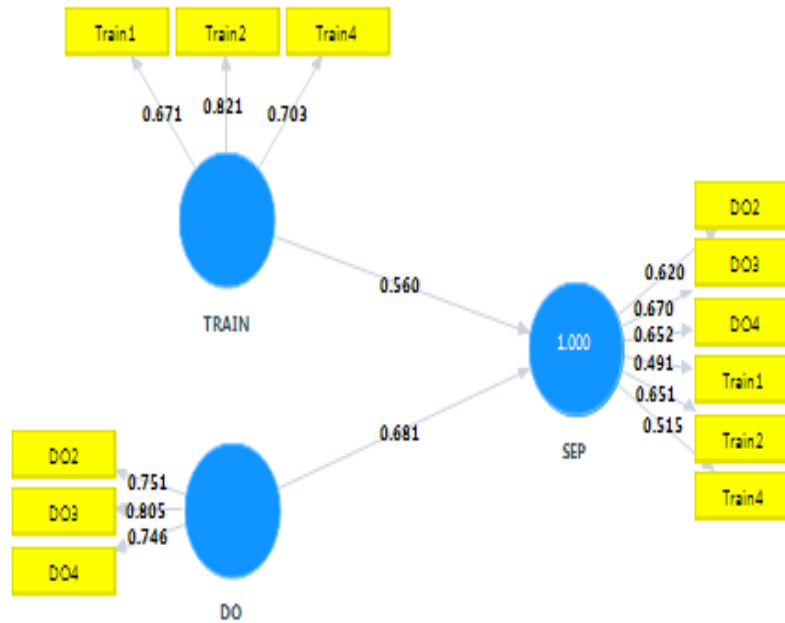 Train1 Train2 Train4
0.671 0.821 0.703
TRAIN
0.560
DO2
0.620
DO3
0.670
0.652
DO4
0.491
Train1
0.651
0.515
Train2
Train4
1.000
SEP
0.681
DO2
0.751
DO3
0.805
0.746
DO4
DO